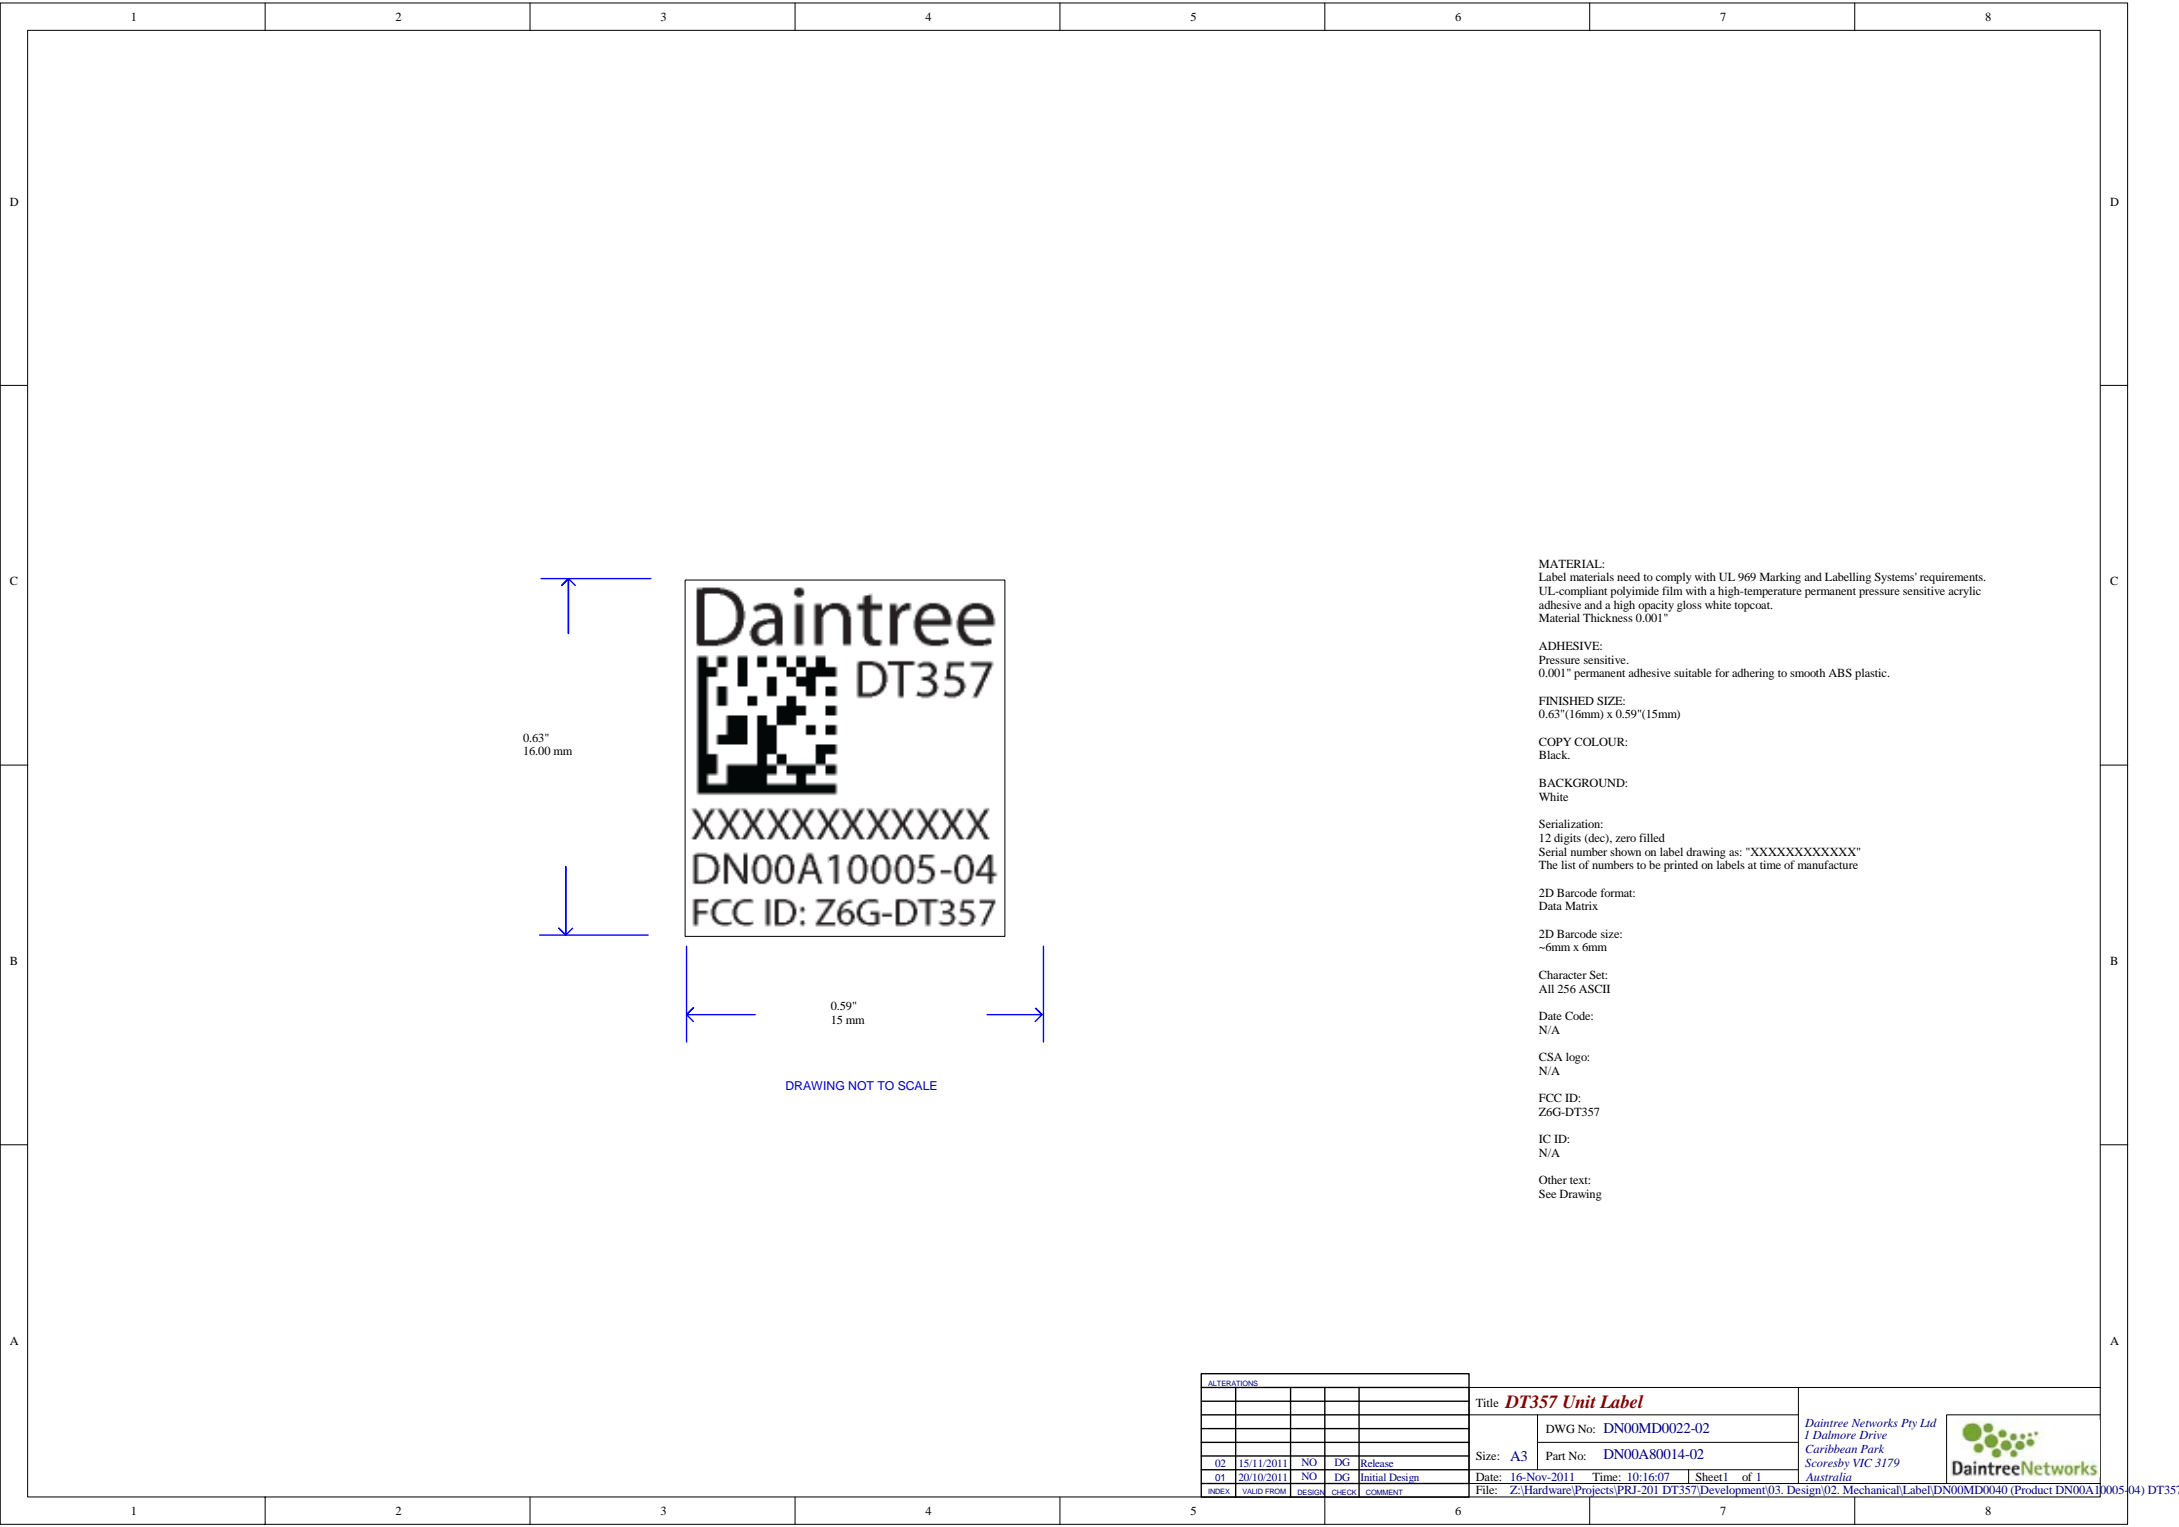 1 2 3 4 5 6 7 8
D D
C C
B B
A A
0.63"
16.00 mm
Daintree
DT357
XXXXXXXXXXXX
DN00A10005-04
FCC ID: Z6G-DT357
0.59"
15 mm
DRAWING NOT TO SCALE
MATERIAL:
Label materials need to comply with UL 969 Marking and Labelling Systems' requirements.
UL-compliant polyimide film with a high-temperature permanent pressure sensitive acrylic
adhesive and a high opacity gloss white topcoat.
Material Thickness 0.001"
ADHESIVE:
Pressure sensitive.
0.001" permanent adhesive suitable for adhering to smooth ABS plastic.
FINISHED SIZE:
0.63"(16mm) x 0.59"(15mm)
COPY COLOUR:
Black.
BACKGROUND:
White
Serialization:
12 digits (dec), zero filled
Serial number shown on label drawing as: "XXXXXXXXXXXX"
The list of numbers to be printed on labels at time of manufacture
2D Barcode format:
Data Matrix
2D Barcode size:
~6mm x 6mm
Character Set:
All 256 ASCII
Date Code:
N/A
CSA logo:
N/A
FCC ID:
Z6G-DT357
IC ID:
N/A
Other text:
See Drawing
ALTERATIONS
02 15/11/2011 NO DG Release
01 20/10/2011 NO DG Initial Design
INDEX VALID FROM DESIGN CHECK COMMENT
Title DT357 Unit Label
DWG No: DN00MD0022-02
Size: A3 Part No: DN00A80014-02
Date: 16-Nov-2011 Time: 10:16:07 Sheet1 of 1
File: Z:\Hardware\Projects\PRJ-201 DT357\Development\03. Design\02. Mechanical\Label\DN00MD0040 (Product DN00A10005-04) DT357
Daintree Networks Pty Ltd
1 Dalmore Drive
Caribbean Park
Scoresby VIC 3179
Australia
DaintreeNetworks
1 2 3 4 5 6 7 8